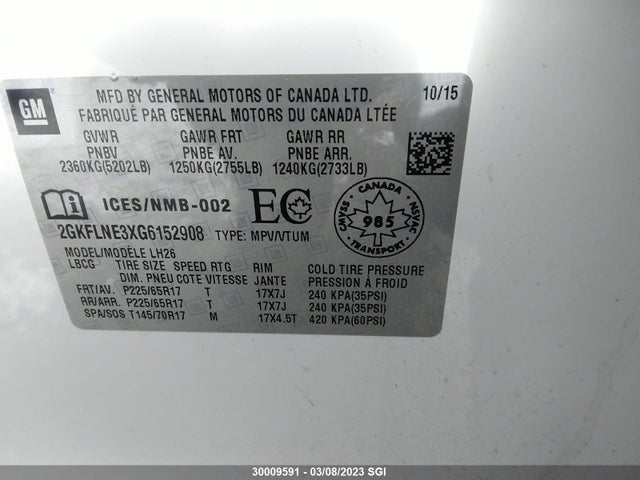 GM
MFD BY GENERAL MOTORS OF CANADA LTD. 10/15
FABRIQUÉ PAR GENERAL MOTORS DU CANADA LTÉE
GVWR GAWR FRT GAWR RR
PNBV PNBE AV. PNBE ARR.
2360KG(5202LB) 1250KG(2755LB) 1240KG(2733LB)
ICES/NMB-002 EC
CANADA
CMVSS 985 NSVAC
TRANSPORT
2GKFLNE3XG6152908 TYPE: MPV/VTUM
MODEL/MODÈLE LH26
LBCG TIRE SIZE SPEED RTG RIM COLD TIRE PRESSURE
DIM. PNEU COTE VITESSE JANTE PRESSION À FROID
FRT/AV. P225/65R17 T 17X7J 240 KPA(35PSI)
RR/ARR. P225/65R17 T 17X7J 240 KPA(35PSI)
SPA/SOS T145/70R17 M 17X4.5T 420 KPA(60PSI)
30009591 — 03/08/2023 SGI